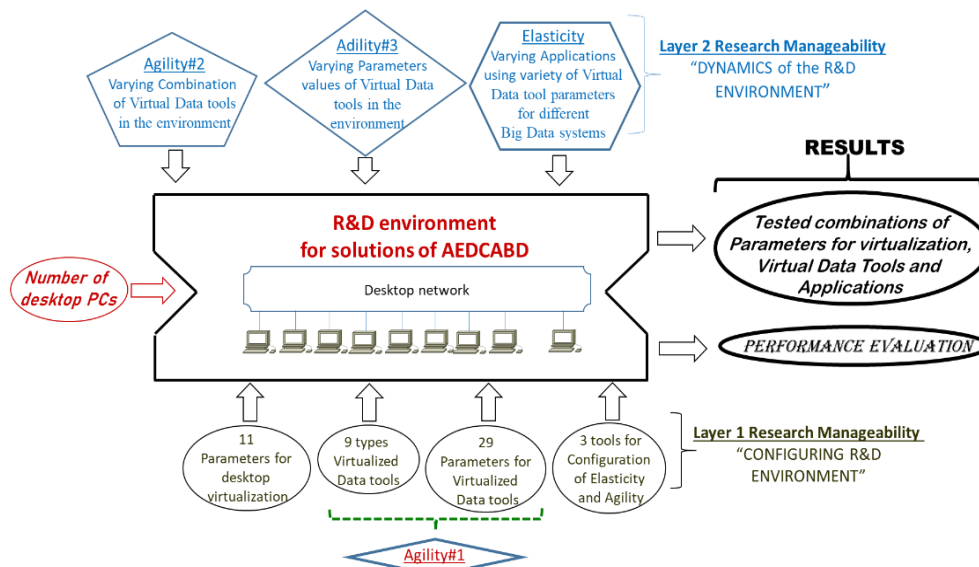 Agility#2
Varying Combination
of Virtual Data tools
in the environment
Adility#3
Varying Parameters
values of Virtual Data
tools in the
environment
Elasticity
Varying Applications
using variety of Virtual
Data tool parameters
for different
Big Data systems
Layer 2 Research Manageability
“DYNAMICS of the R&D
ENVIRONMENT”
RESULTS
Number of
desktop PCs
R&D environment
for solutions of AEDCABD
Desktop network
Tested combinations of
Parameters for virtualization,
Virtual Data Tools and
Applications
PERFORMANCE EVALUATION
11
Parameters for
desktop
virtualization
9 types
Virtualized
Data tools
29
Parameters for
Virtualized
Data tools
3 tools for
Configuration
of Elasticity
and Agility
Layer 1 Research Manageability
“CONFIGURING R&D
ENVIRONMENT”
Agility#1